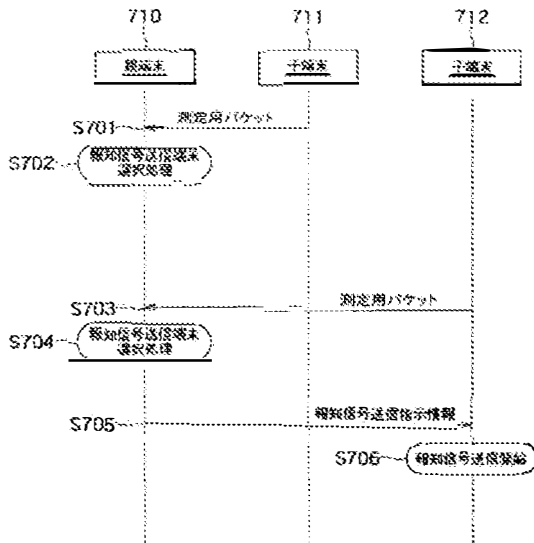 710
711
712
親端末
子端末
子端末
S701
測定用パケット
S702
報知信号送信端末
選択処理
S703
測定用パケット
S704
報知信号送信端末
選択処理
S705
報知信号送信指示情報
S706
報知信号送信開始